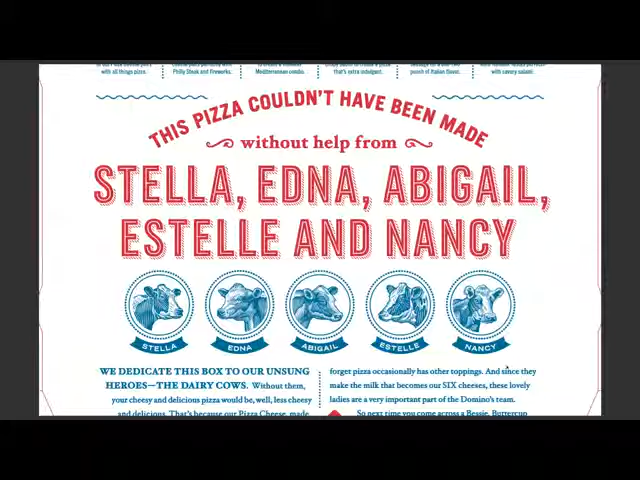 with all things pizza.
Philly Steak and Fireworks.
Mediterranean combo.
that's extra indulgent.
punch of Italian flavor.
with savory salami.
THIS PIZZA COULDN'T HAVE BEEN MADE
without help from
STELLA, EDNA, ABIGAIL,
ESTELLE AND NANCY
STELLA
EDNA
ABIGAIL
ESTELLE
NANCY
WE DEDICATE THIS BOX TO OUR UNSUNG
HEROES—THE DAIRY COWS. Without them,
your cheesy and delicious pizza would be, well, less cheesy
and delicious. That's because our Pizza Cheese, made
forget pizza occasionally has other toppings. And since they
make the milk that becomes our SIX cheeses, these lovely
ladies are a very important part of the Domino's team.
So next time you come across a Bessie, Buttercup